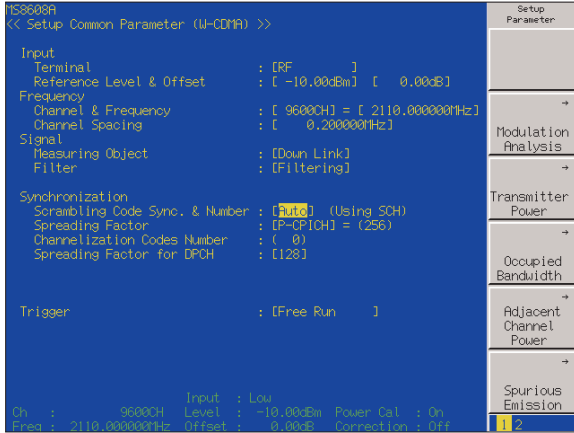 MS8608A
<< Setup Common Parameter (W-CDMA) >>
Input
Terminal : [RF ]
Reference Level & Offset : [ -10.00dBm] [ 0.00dB]
Frequency
Channel & Frequency : [ 9600CH] = [ 2110.000000MHz]
Channel Spacing : [ 0.200000MHz]
Signal
Measuring Object : [Down Link]
Filter : [Filtering]
Synchronization
Scrambling Code Sync. & Number : [Auto] (Using SCH)
Spreading Factor : [P-CPICH] = (256)
Channelization Codes Number : ( 0)
Spreading Factor for DPCH : [128]
Trigger : [Free Run ]
Input : Low
Ch : 9600CH Level : -10.00dBm Power Cal : On
Freq : 2110.000000MHz Offset : 0.00dB Correction : Off
Setup
Parameter
→
Modulation
Analysis
→
Transmitter
Power
→
Occupied
Bandwidth
→
Adjacent
Channel
Power
→
Spurious
Emission
1 2